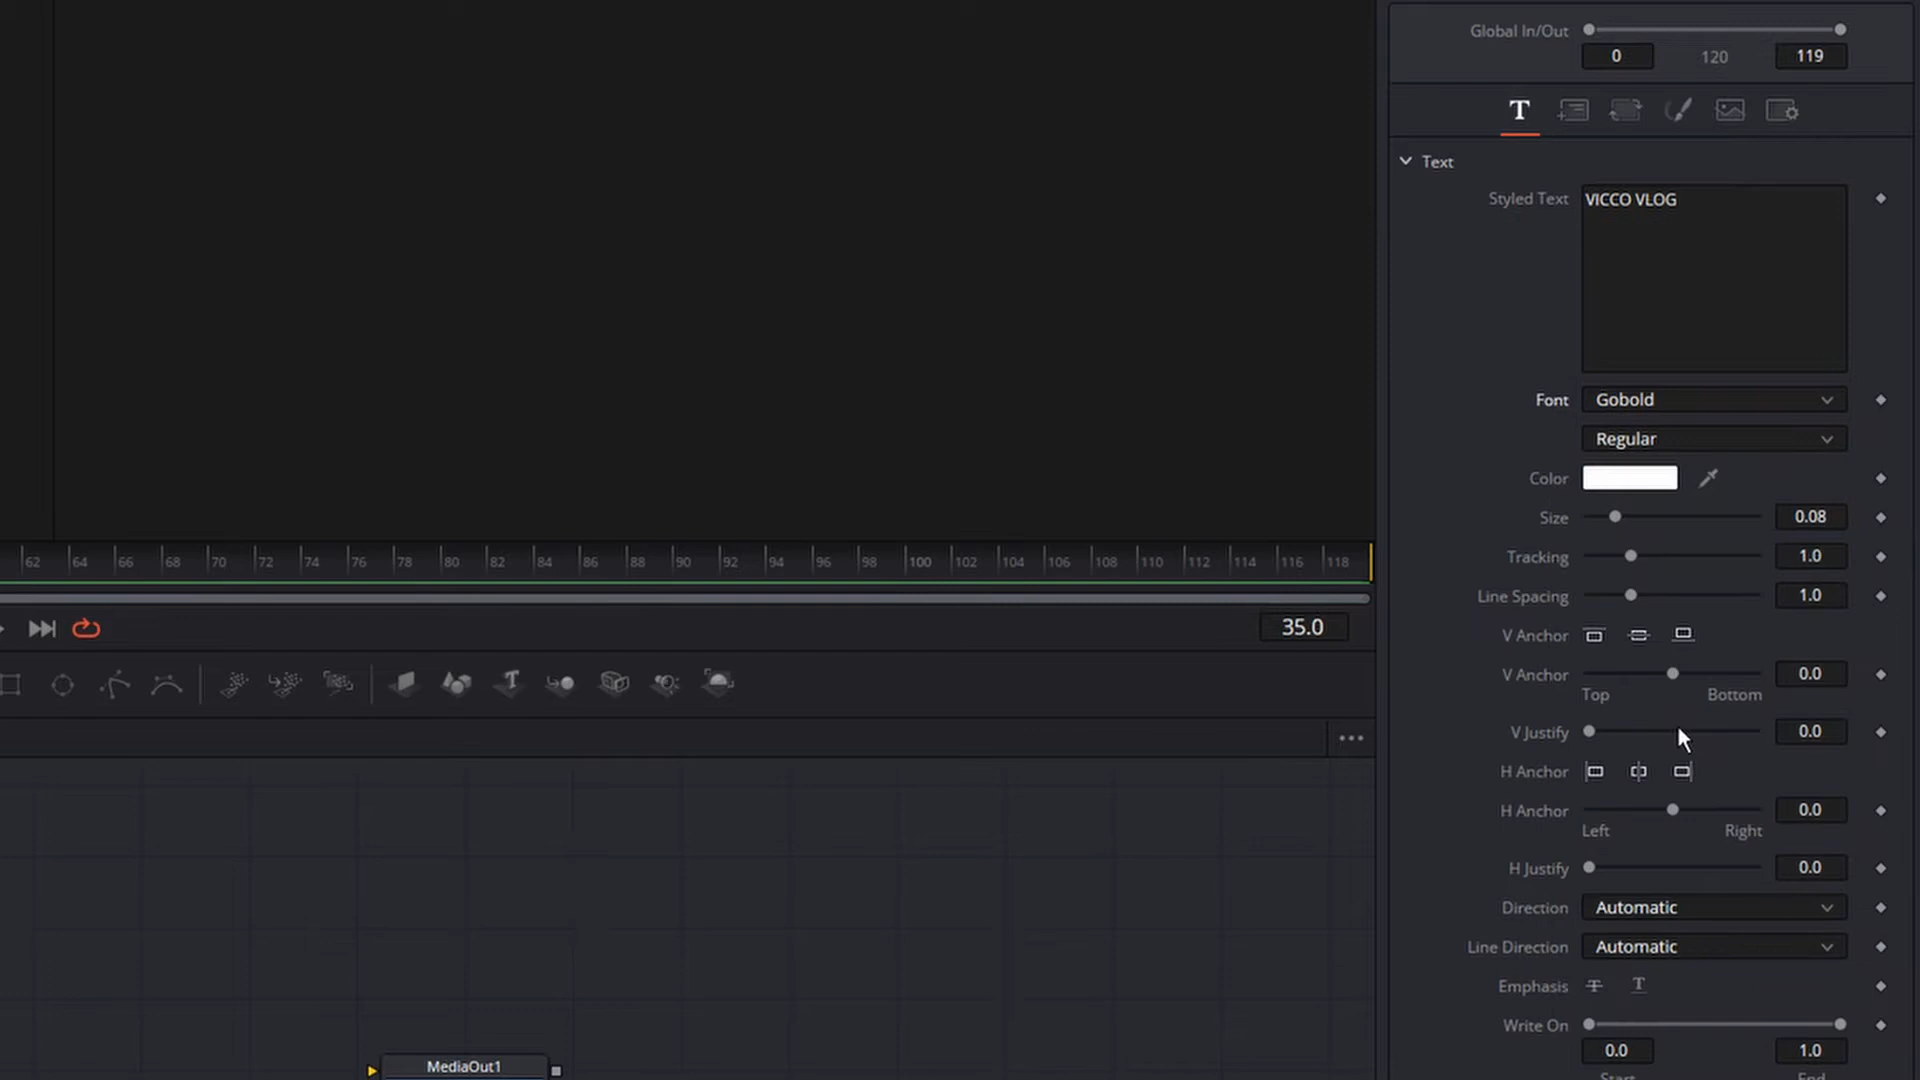 Global In/Out
0 120 119
T
Text
Styled Text VICCO VLOG
Font Gobold
Regular
Color
Size 0.08
Tracking 1.0
Line Spacing 1.0
V Anchor
V Anchor 0.0
Top Bottom
V Justify 0.0
H Anchor
H Anchor 0.0
Left Right
H Justify 0.0
Direction Automatic
Line Direction Automatic
Emphasis T T
Write On
0.0 1.0
Start End
62 64 66 68 70 72 74 76 78 80 82 84 86 88 90 92 94 96 98 100 102 104 106 108 110 112 114 116 118
35.0
T
MediaOut1